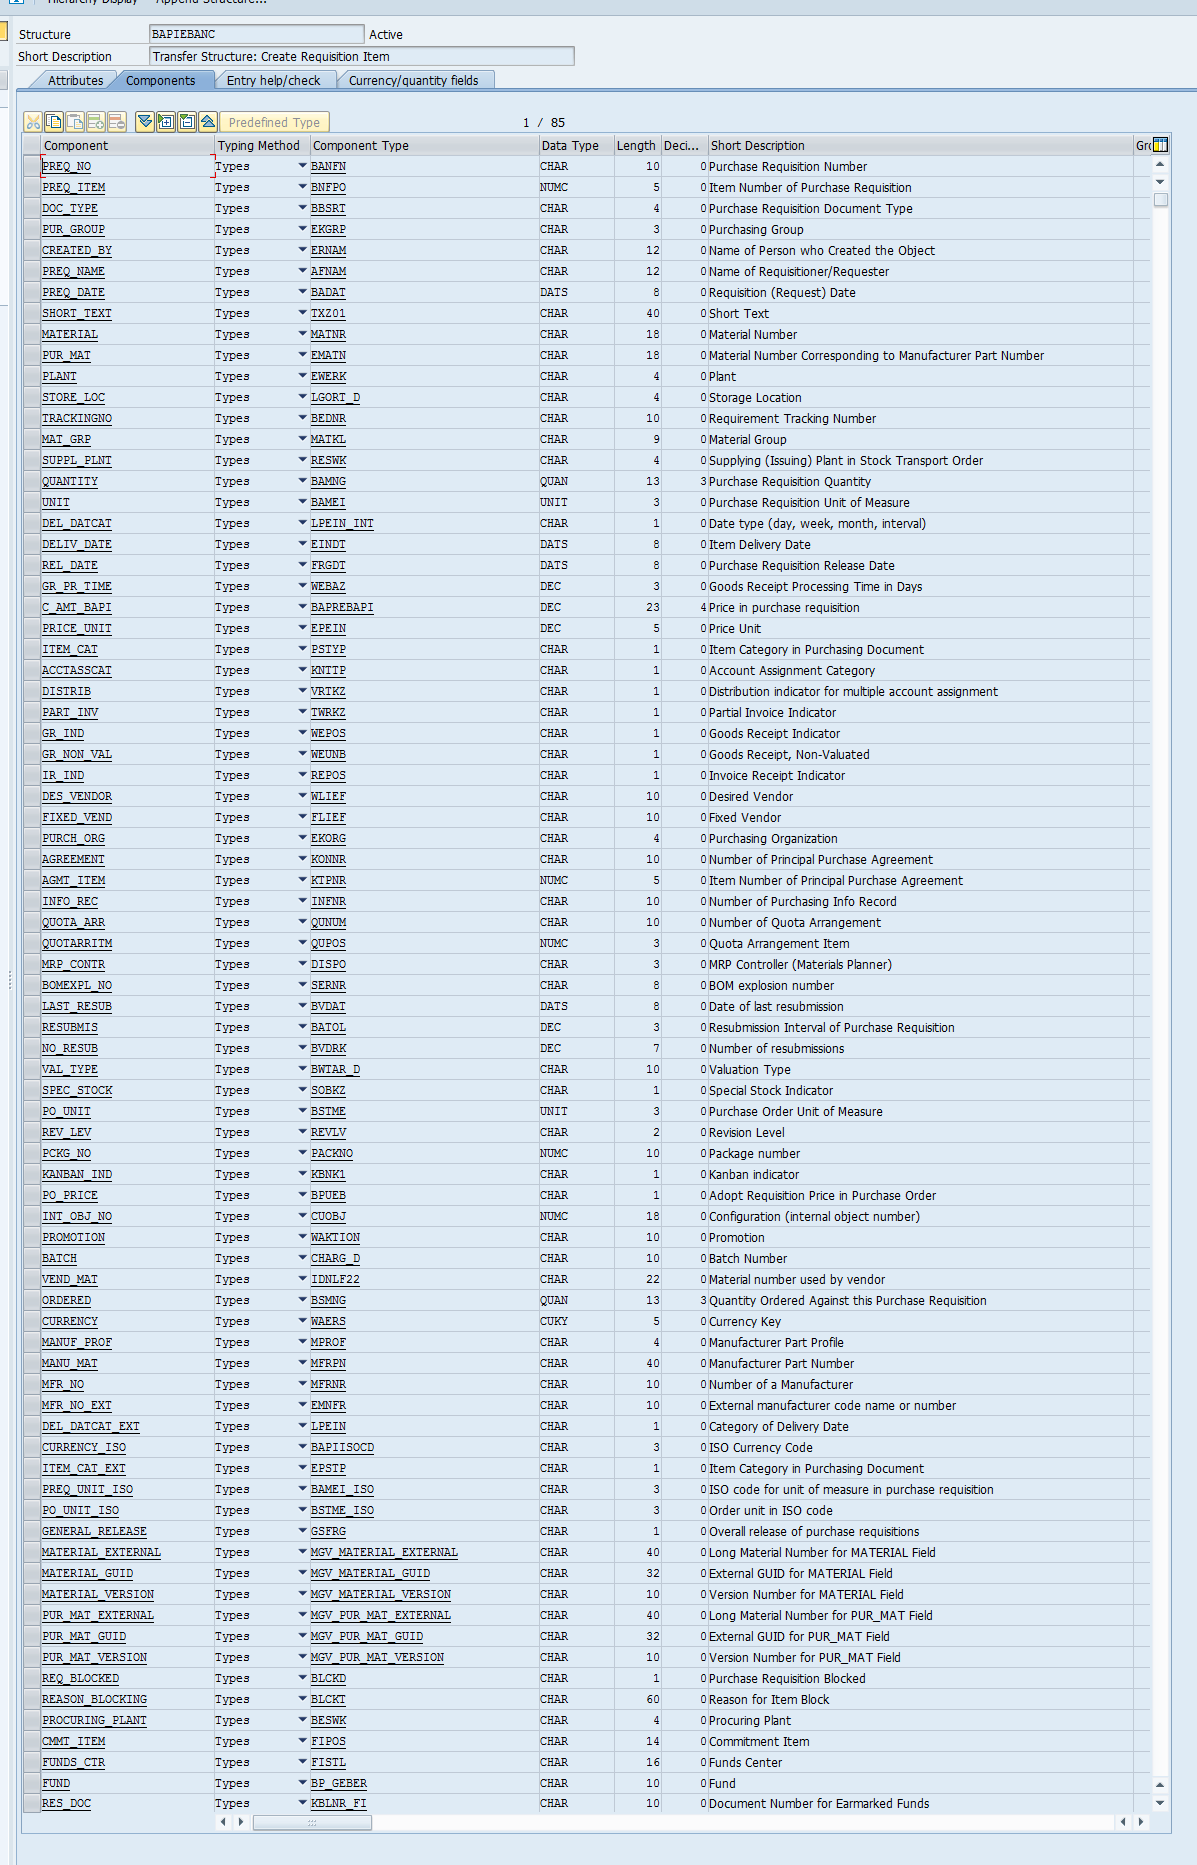 Hierarchy Display Append Structure...
Structure BAPIEBANC Active
Short Description Transfer Structure: Create Requisition Item
Attributes Components Entry help/check Currency/quantity fields
Predefined Type 1 / 85
Component Typing Method Component Type Data Type Length Deci... Short Description Gro
PREQ_NO Types BANFN CHAR 10 0 Purchase Requisition Number
PREQ_ITEM Types BNFPO NUMC 5 0 Item Number of Purchase Requisition
DOC_TYPE Types BBSRT CHAR 4 0 Purchase Requisition Document Type
PUR_GROUP Types EKGRP CHAR 3 0 Purchasing Group
CREATED_BY Types ERNAM CHAR 12 0 Name of Person who Created the Object
PREQ_NAME Types AFNAM CHAR 12 0 Name of Requisitioner/Requester
PREQ_DATE Types BADAT DATS 8 0 Requisition (Request) Date
SHORT_TEXT Types TXZ01 CHAR 40 0 Short Text
MATERIAL Types MATNR CHAR 18 0 Material Number
PUR_MAT Types EMATN CHAR 18 0 Material Number Corresponding to Manufacturer Part Number
PLANT Types EWERK CHAR 4 0 Plant
STORE_LOC Types LGORT_D CHAR 4 0 Storage Location
TRACKINGNO Types BEDNR CHAR 10 0 Requirement Tracking Number
MAT_GRP Types MATKL CHAR 9 0 Material Group
SUPPL_PLNT Types RESWK CHAR 4 0 Supplying (Issuing) Plant in Stock Transport Order
QUANTITY Types BAMNG QUAN 13 3 Purchase Requisition Quantity
UNIT Types BAMEI UNIT 3 0 Purchase Requisition Unit of Measure
DEL_DATCAT Types LPEIN_INT CHAR 1 0 Date type (day, week, month, interval)
DELIV_DATE Types EINDT DATS 8 0 Item Delivery Date
REL_DATE Types FRGDT DATS 8 0 Purchase Requisition Release Date
GR_PR_TIME Types WEBAZ DEC 3 0 Goods Receipt Processing Time in Days
C_AMT_BAPI Types BAPREBAPI DEC 23 4 Price in purchase requisition
PRICE_UNIT Types EPEIN DEC 5 0 Price Unit
ITEM_CAT Types PSTYP CHAR 1 0 Item Category in Purchasing Document
ACCTASSCAT Types KNTTP CHAR 1 0 Account Assignment Category
DISTRIB Types VRTKZ CHAR 1 0 Distribution indicator for multiple account assignment
PART_INV Types TWRKZ CHAR 1 0 Partial Invoice Indicator
GR_IND Types WEPOS CHAR 1 0 Goods Receipt Indicator
GR_NON_VAL Types WEUNB CHAR 1 0 Goods Receipt, Non-Valuated
IR_IND Types REPOS CHAR 1 0 Invoice Receipt Indicator
DES_VENDOR Types WLIEF CHAR 10 0 Desired Vendor
FIXED_VEND Types FLIEF CHAR 10 0 Fixed Vendor
PURCH_ORG Types EKORG CHAR 4 0 Purchasing Organization
AGREEMENT Types KONNR CHAR 10 0 Number of Principal Purchase Agreement
AGMT_ITEM Types KTPNR NUMC 5 0 Item Number of Principal Purchase Agreement
INFO_REC Types INFNR CHAR 10 0 Number of Purchasing Info Record
QUOTA_ARR Types QUNUM CHAR 10 0 Number of Quota Arrangement
QUOTARRITM Types QUPOS NUMC 3 0 Quota Arrangement Item
MRP_CONTR Types DISPO CHAR 3 0 MRP Controller (Materials Planner)
BOMEXPL_NO Types SERNR CHAR 8 0 BOM explosion number
LAST_RESUB Types BVDAT DATS 8 0 Date of last resubmission
RESUBMIS Types BATOL DEC 3 0 Resubmission Interval of Purchase Requisition
NO_RESUB Types BVDRK DEC 7 0 Number of resubmissions
VAL_TYPE Types BWTAR_D CHAR 10 0 Valuation Type
SPEC_STOCK Types SOBKZ CHAR 1 0 Special Stock Indicator
PO_UNIT Types BSTME UNIT 3 0 Purchase Order Unit of Measure
REV_LEV Types REVLV CHAR 2 0 Revision Level
PCKG_NO Types PACKNO NUMC 10 0 Package number
KANBAN_IND Types KBNK1 CHAR 1 0 Kanban indicator
PO_PRICE Types BPUEB CHAR 1 0 Adopt Requisition Price in Purchase Order
INT_OBJ_NO Types CUOBJ NUMC 18 0 Configuration (internal object number)
PROMOTION Types WAKTION CHAR 10 0 Promotion
BATCH Types CHARG_D CHAR 10 0 Batch Number
VEND_MAT Types IDNLF22 CHAR 22 0 Material number used by vendor
ORDERED Types BSMNG QUAN 13 3 Quantity Ordered Against this Purchase Requisition
CURRENCY Types WAERS CUKY 5 0 Currency Key
MANUF_PROF Types MPROF CHAR 4 0 Manufacturer Part Profile
MANU_MAT Types MFRPN CHAR 40 0 Manufacturer Part Number
MFR_NO Types MFRNR CHAR 10 0 Number of a Manufacturer
MFR_NO_EXT Types EMNFR CHAR 10 0 External manufacturer code name or number
DEL_DATCAT_EXT Types LPEIN CHAR 1 0 Category of Delivery Date
CURRENCY_ISO Types BAPIISOCD CHAR 3 0 ISO Currency Code
ITEM_CAT_EXT Types EPSTP CHAR 1 0 Item Category in Purchasing Document
PREQ_UNIT_ISO Types BAMEI_ISO CHAR 3 0 ISO code for unit of measure in purchase requisition
PO_UNIT_ISO Types BSTME_ISO CHAR 3 0 Order unit in ISO code
GENERAL_RELEASE Types GSFRG CHAR 1 0 Overall release of purchase requisitions
MATERIAL_EXTERNAL Types MGV_MATERIAL_EXTERNAL CHAR 40 0 Long Material Number for MATERIAL Field
MATERIAL_GUID Types MGV_MATERIAL_GUID CHAR 32 0 External GUID for MATERIAL Field
MATERIAL_VERSION Types MGV_MATERIAL_VERSION CHAR 10 0 Version Number for MATERIAL Field
PUR_MAT_EXTERNAL Types MGV_PUR_MAT_EXTERNAL CHAR 40 0 Long Material Number for PUR_MAT Field
PUR_MAT_GUID Types MGV_PUR_MAT_GUID CHAR 32 0 External GUID for PUR_MAT Field
PUR_MAT_VERSION Types MGV_PUR_MAT_VERSION CHAR 10 0 Version Number for PUR_MAT Field
REQ_BLOCKED Types BLCKD CHAR 1 0 Purchase Requisition Blocked
REASON_BLOCKING Types BLCKT CHAR 60 0 Reason for Item Block
PROCURING_PLANT Types BESWK CHAR 4 0 Procuring Plant
CMMT_ITEM Types FIPOS CHAR 14 0 Commitment Item
FUNDS_CTR Types FISTL CHAR 16 0 Funds Center
FUND Types BP_GEBER CHAR 10 0 Fund
RES_DOC Types KBLNR_FI CHAR 10 0 Document Number for Earmarked Funds